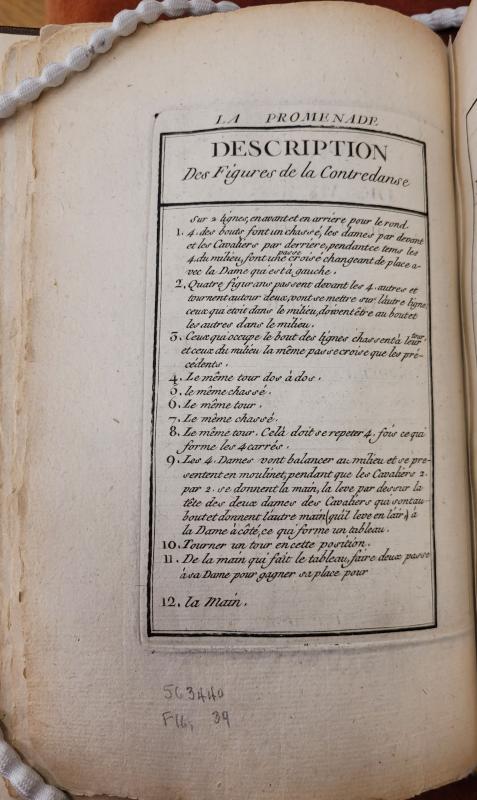 LA PROMENADE
DESCRIPTION
Des Figures de la Contredanse
Sur 2 lignes, en avant et en arriere pour le rond.
1. 4. des bouts font un chassé, les dames par devant
et les Cavaliers par derriere, pendant ce tems les
4. du milieu, font une passe croisé changeant de place a-
vec la Dame qui est à gauche.
2. Quatre figurans passent devant les 4. autres et
tournent autour deux, vont se mettre sur l'autre ligne,
ceux qui etoit dans le milieu, doivent être au bout et
les autres dans le milieu.
3. Ceux qui occupe le bout des lignes chassent à leur tour,
et ceux du milieu la même passe croise que les pré-
cédents.
4. Le même tour dos à dos.
5. le même chassé.
6. Le même tour.
7. Le même chassé.
8. Le même tour. Celà doit se repeter 4. fois ce qui
forme les 4 carrés.
9. Les 4. Dames vont balancer au milieu et se pre-
sentent en moulinet, pendant que les Cavaliers 2.
par 2. se donnent la main, la leve par dessur la
tête des deux dames des Cavaliers qui sont au
bout et donnent l'autre main (qu'il leve en l'air) à
la Dame à côté, ce qui forme un tableau.
10. Tourner un tour en cette position.
11. De la main qui fait le tableau, faire deux passe
à sa Dame pour gagner sa place pour
12. la Main.
563440
F16, 39